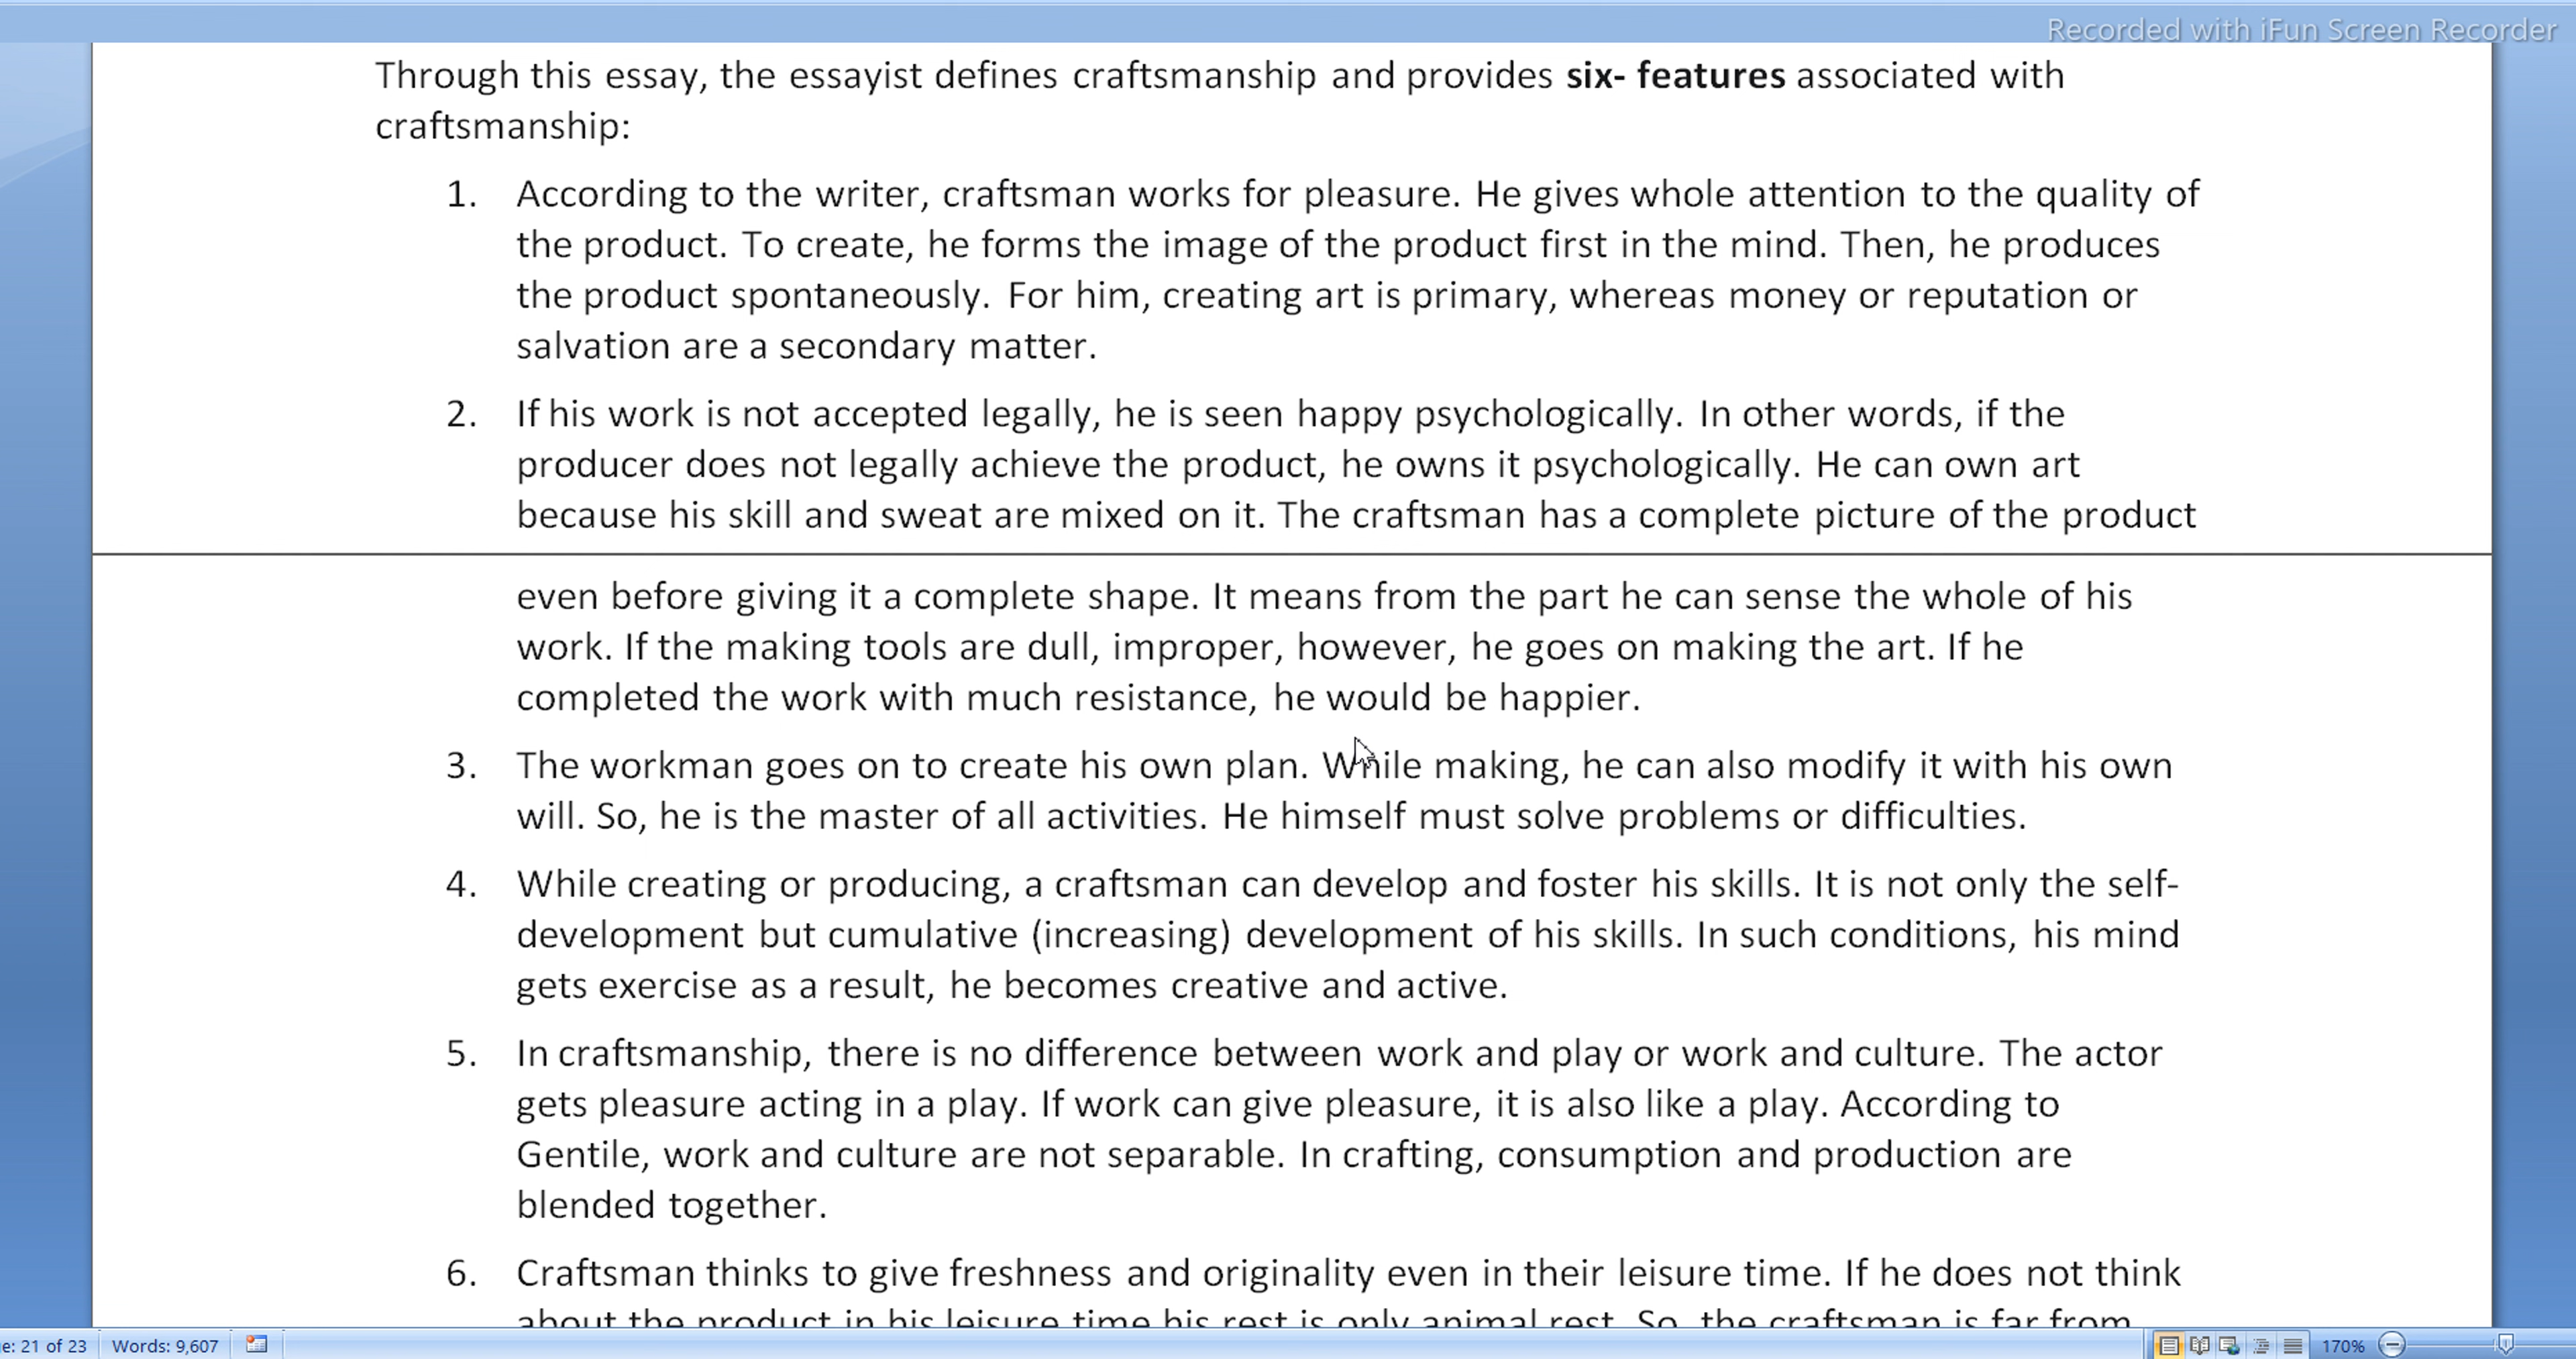 Recorded with iFun Screen Recorder
Through this essay, the essayist defines craftsmanship and provides six- features associated with
craftsmanship:
1. According to the writer, craftsman works for pleasure. He gives whole attention to the quality of
the product. To create, he forms the image of the product first in the mind. Then, he produces
the product spontaneously. For him, creating art is primary, whereas money or reputation or
salvation are a secondary matter.
2. If his work is not accepted legally, he is seen happy psychologically. In other words, if the
producer does not legally achieve the product, he owns it psychologically. He can own art
because his skill and sweat are mixed on it. The craftsman has a complete picture of the product
even before giving it a complete shape. It means from the part he can sense the whole of his
work. If the making tools are dull, improper, however, he goes on making the art. If he
completed the work with much resistance, he would be happier.
3. The workman goes on to create his own plan. While making, he can also modify it with his own
will. So, he is the master of all activities. He himself must solve problems or difficulties.
4. While creating or producing, a craftsman can develop and foster his skills. It is not only the self-
development but cumulative (increasing) development of his skills. In such conditions, his mind
gets exercise as a result, he becomes creative and active.
5. In craftsmanship, there is no difference between work and play or work and culture. The actor
gets pleasure acting in a play. If work can give pleasure, it is also like a play. According to
Gentile, work and culture are not separable. In crafting, consumption and production are
blended together.
6. Craftsman thinks to give freshness and originality even in their leisure time. If he does not think
about the product in his leisure time his rest is only animal rest. So, the craftsman is far from
e: 21 of 23 Words: 9,607 170%